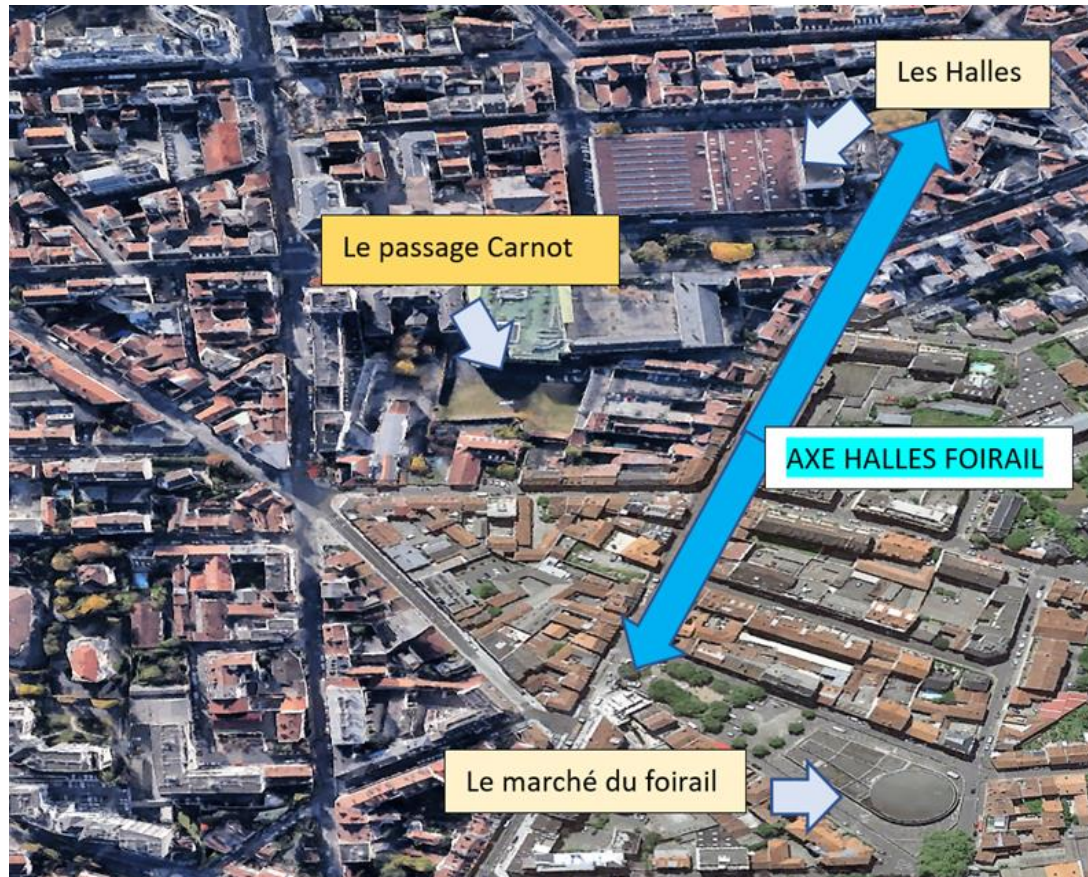 Les Halles
Le passage Carnot
AXE HALLES FOIRAIL
Le marché du foirail